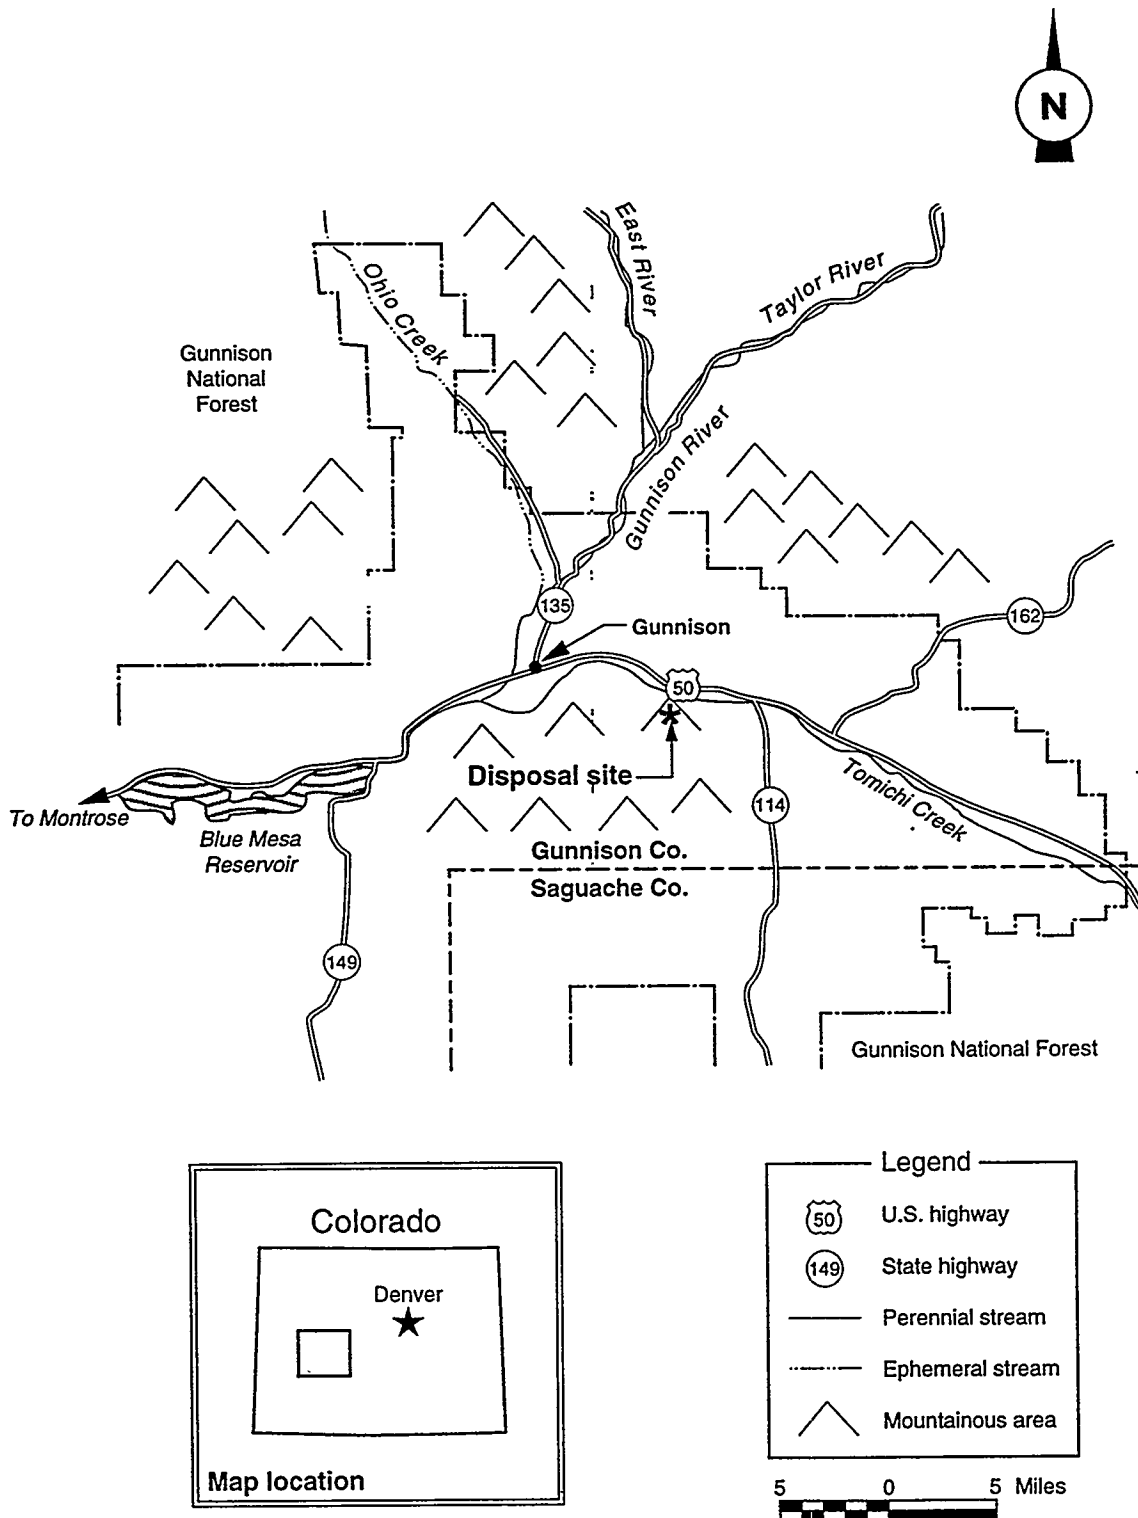 N
East River
Taylor River
Ohio Creek
Gunnison
National
Forest
Gunnison River
135
162
Gunnison
50
Disposal site
To Montrose
Blue Mesa
Reservoir
Tomichi Creek
114
Gunnison Co.
Saguache Co.
149
Gunnison National Forest
Colorado
Denver
Map location
Legend
50 U.S. highway
149 State highway
Perennial stream
Ephemeral stream
Mountainous area
5 0 5 Miles